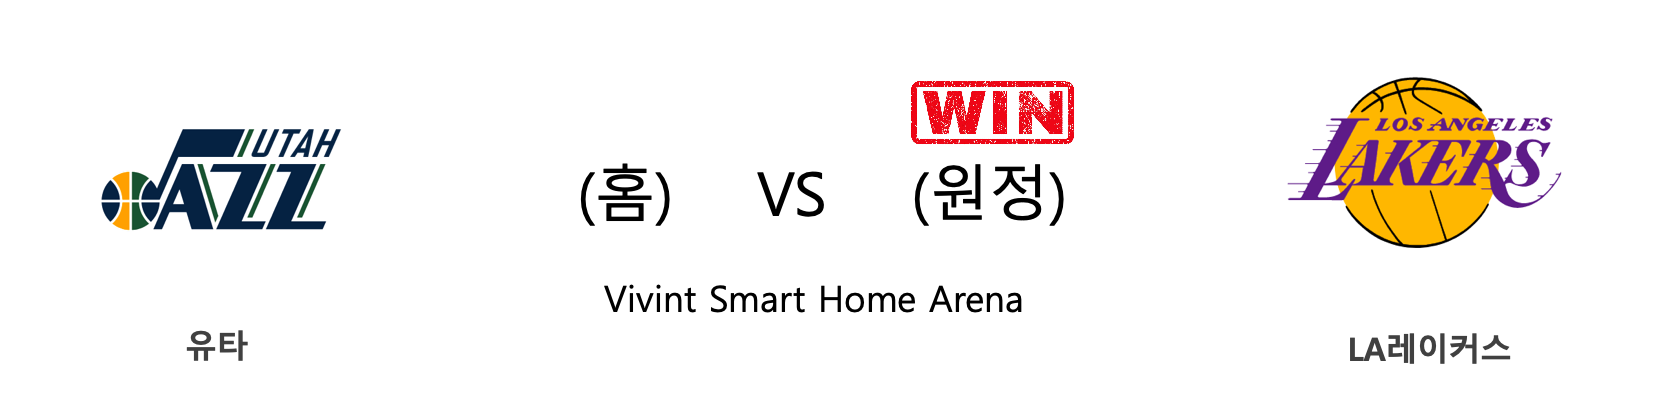 UTAH
JAZZ
유타
(홈) VS (원정)
WIN
Vivint Smart Home Arena
LOS ANGELES
LAKERS
LA레이커스